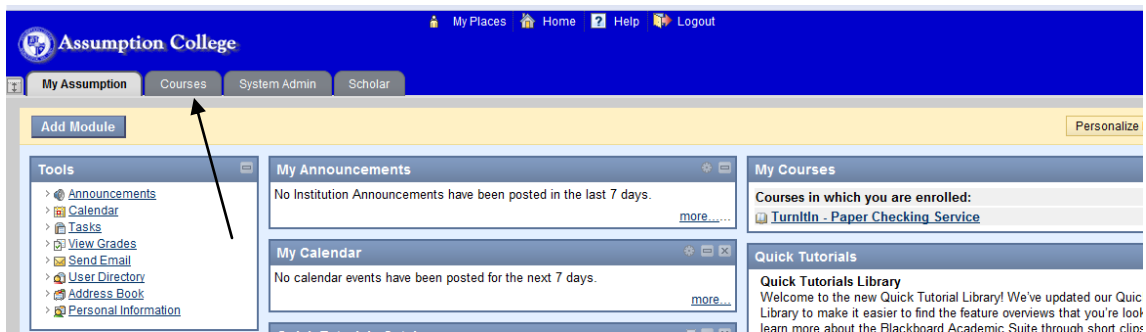 My Places Home ? Help Logout
Assumption College
My Assumption Courses System Admin Scholar
Add Module Personalize
Tools
Announcements
Calendar
Tasks
View Grades
Send Email
User Directory
Address Book
Personal Information
My Announcements
No Institution Announcements have been posted in the last 7 days.
more......
My Calendar
No calendar events have been posted for the next 7 days.
more...
My Courses
Courses in which you are enrolled:
TurnItIn - Paper Checking Service
Quick Tutorials
Quick Tutorials Library
Welcome to the new Quick Tutorial Library! We've updated our Quic
Library to make it easier to find the feature overviews that you're look
learn more about the Blackboard Academic Suite through short click